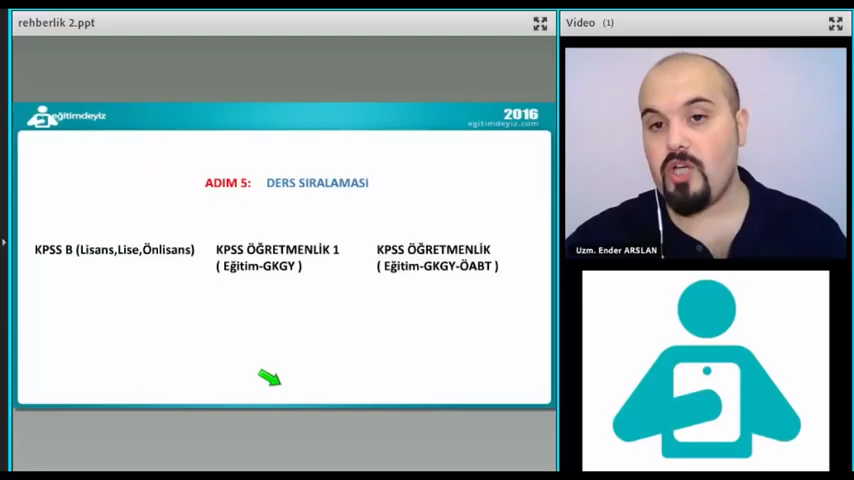 rehberlik 2.ppt
Video (1)
eğitimdeyiz
2016
egitimdeyiz.com
ADIM 5: DERS SIRALAMASI
KPSS B (Lisans,Lise,Önlisans)
KPSS ÖĞRETMENLİK 1
( Eğitim-GKGY )
KPSS ÖĞRETMENLİK
( Eğitim-GKGY-ÖABT )
Uzm. Ender ARSLAN